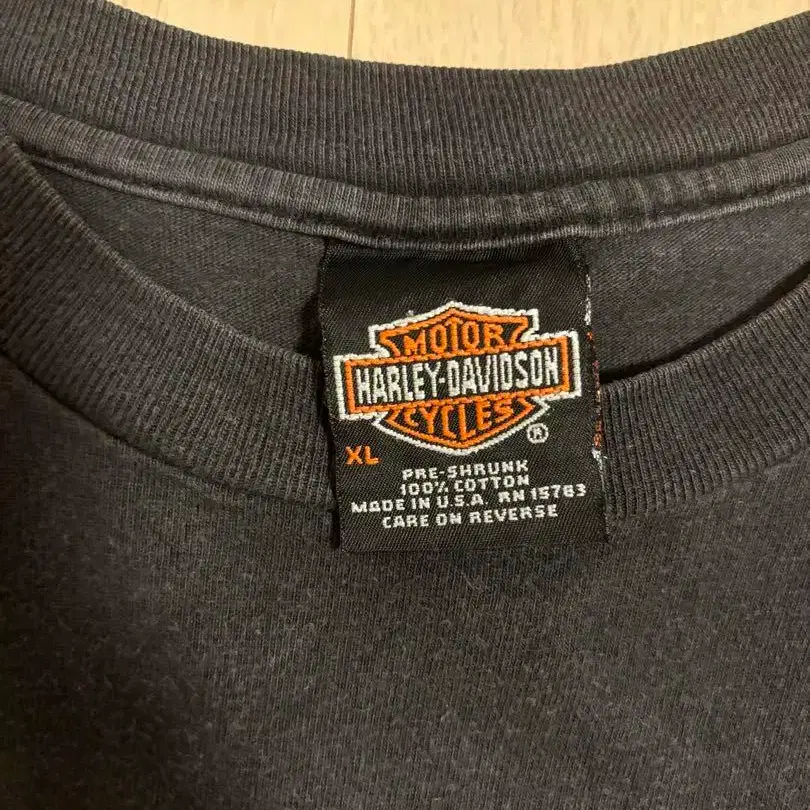 MOTOR
HARLEY-DAVIDSON
CYCLES
®
XL
PRE-SHRUNK
100% COTTON
MADE IN U.S.A. RN 15763
CARE ON REVERSE